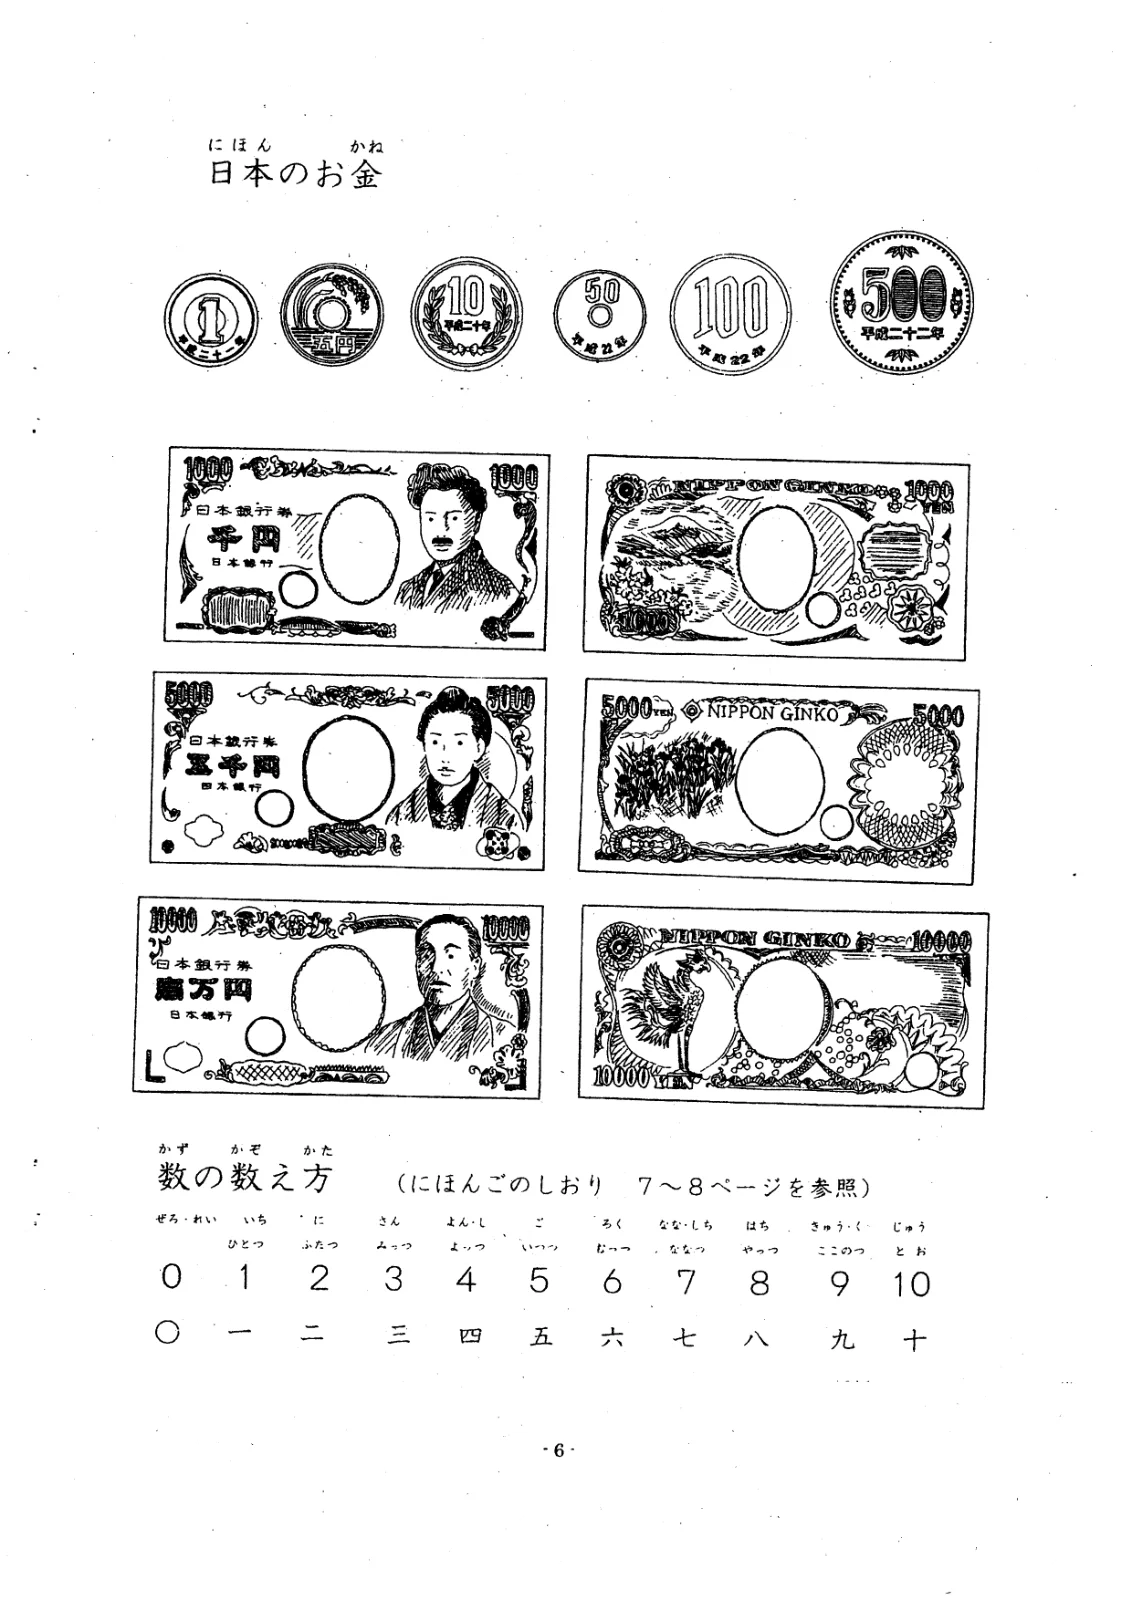 にほん かね
日本のお金
1 平成二十一年
五円
10 平成二十年
50 平成22年
100 平成22年
500 平成二十二年
1000 1000
日本銀行券
千円
日本銀行
NIPPON GINKO 1000
YEN
1000
5000 5000
日本銀行券
五千円
日本銀行
5000 YEN NIPPON GINKO 5000
10000 10000
日本銀行券
壱万円
日本銀行
NIPPON GINKO 10000
10000 YEN
かず かぞ かた
数の数え方 (にほんごのしおり 7～8ページを参照)
ぜろ・れい いち に さん よん・し ご ろく なな・しち はち きゅう・く じゅう
ひとつ ふたつ みっつ よっつ いつつ むっつ ななつ やっつ ここのつ とお
0 1 2 3 4 5 6 7 8 9 10
〇 一 二 三 四 五 六 七 八 九 十
- 6 -